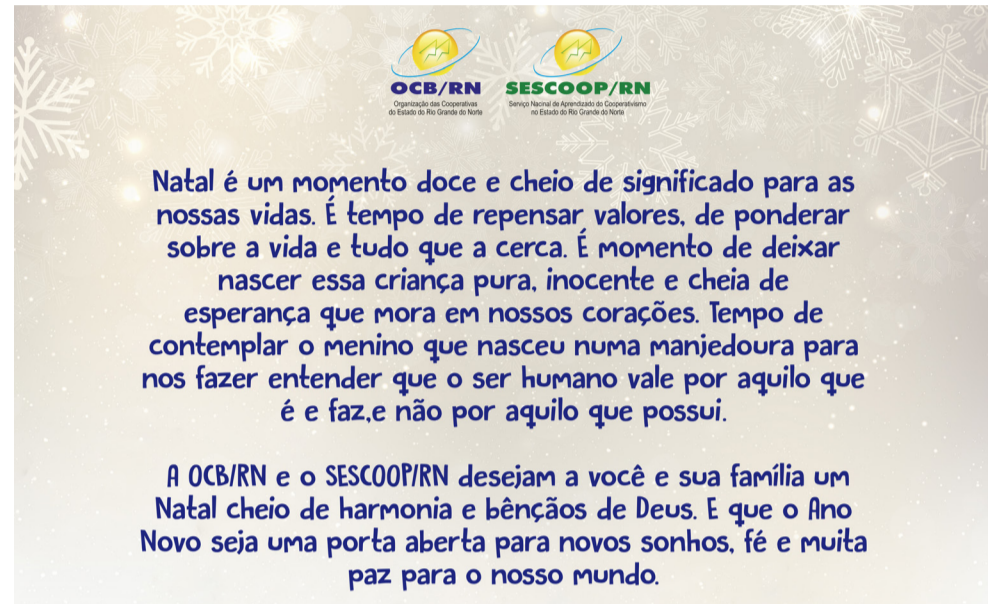 OCB/RN
Organização das Cooperativas
do Estado do Rio Grande do Norte
SESCOOP/RN
Serviço Nacinal de Aprendizado do Cooperativismo
no Estado do Rio Grande do Norte
Natal é um momento doce e cheio de significado para as
nossas vidas. É tempo de repensar valores, de ponderar
sobre a vida e tudo que a cerca. É momento de deixar
nascer essa criança pura, inocente e cheia de
esperança que mora em nossos corações. Tempo de
contemplar o menino que nasceu numa manjedoura para
nos fazer entender que o ser humano vale por aquilo que
é e faz,e não por aquilo que possui.
A OCB/RN e o SESCOOP/RN desejam a você e sua família um
Natal cheio de harmonia e bênçãos de Deus. E que o Ano
Novo seja uma porta aberta para novos sonhos, fé e muita
paz para o nosso mundo.